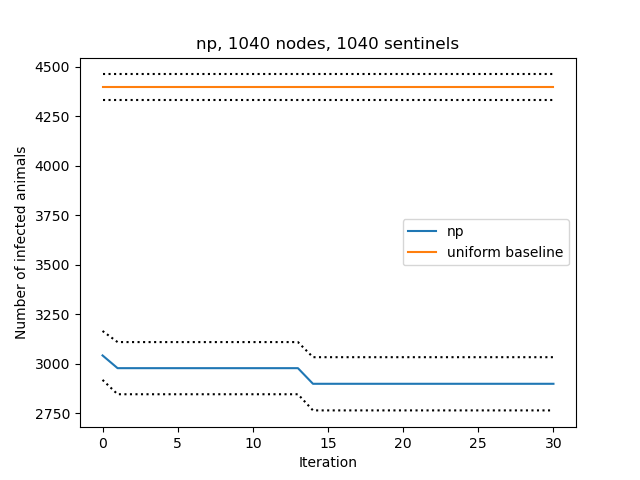 np, 1040 nodes, 1040 sentinels
4500
4250
4000
3750
3500
3250
3000
2750
Number of infected animals
np
uniform baseline
0 5 10 15 20 25 30
Iteration